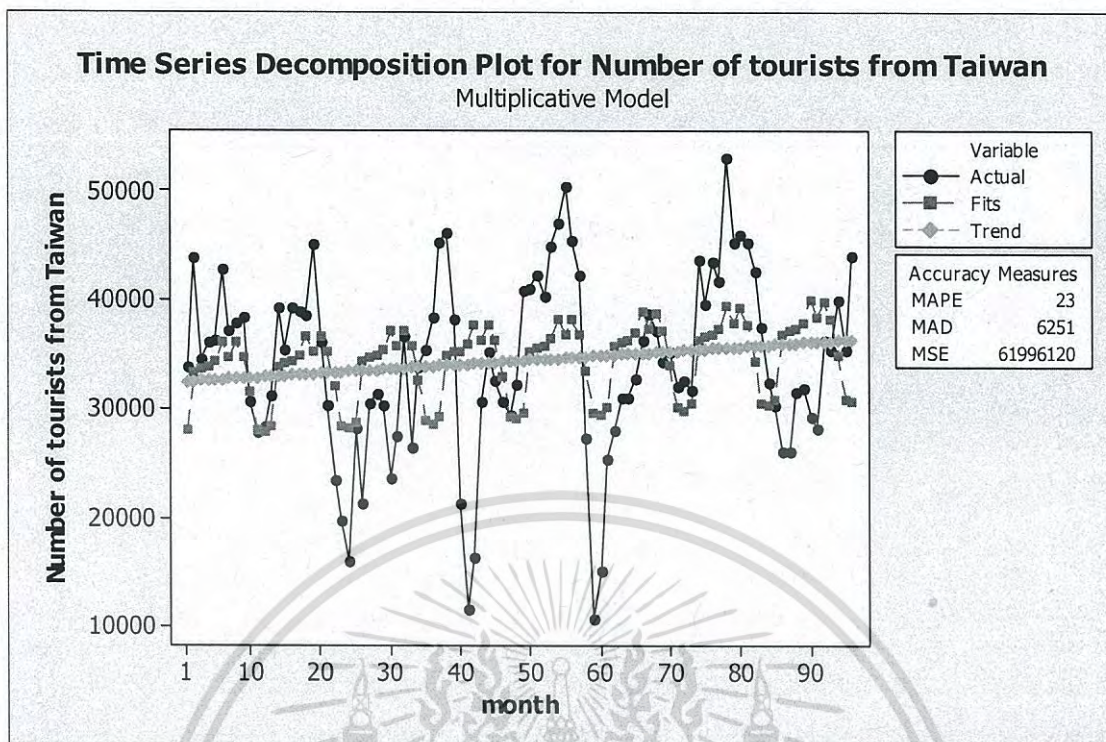 Time Series Decomposition Plot for Number of tourists from Taiwan
Multiplicative Model
Number of tourists from Taiwan
50000
40000
30000
20000
10000
1 10 20 30 40 50 60 70 80 90
month
Variable
Actual
Fits
Trend
Accuracy Measures
MAPE 23
MAD 6251
MSE 61996120